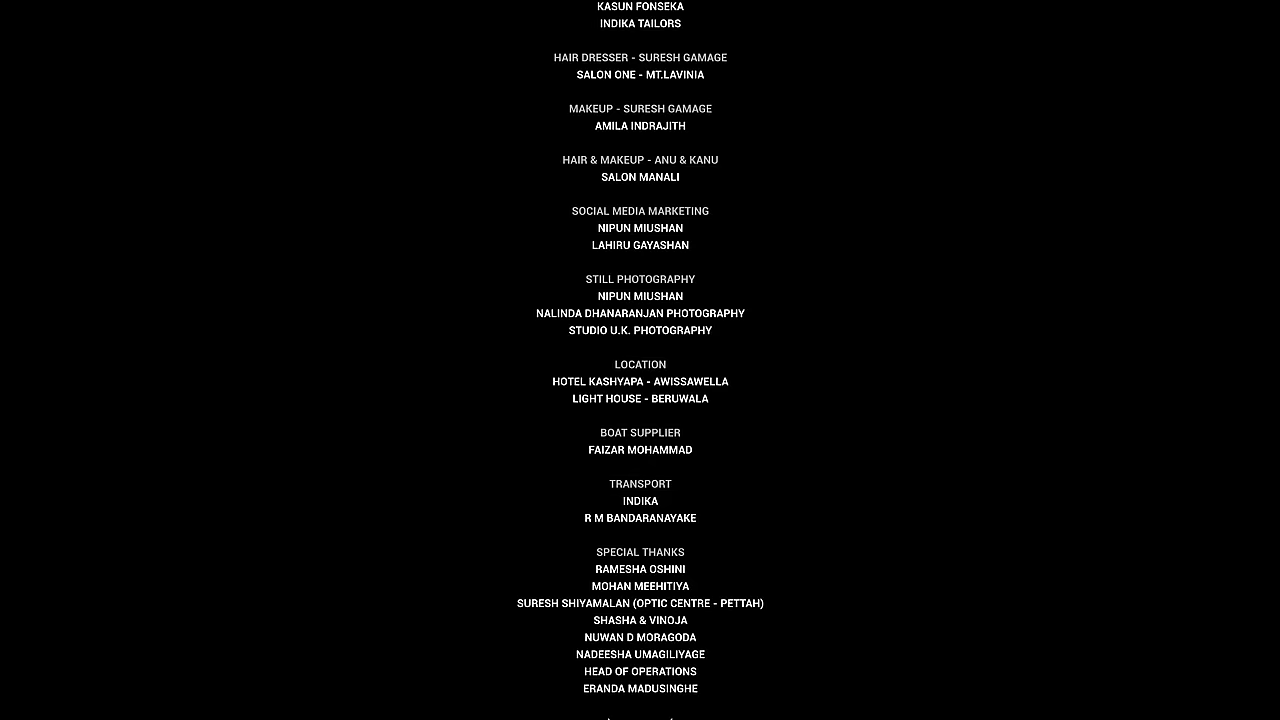 KASUN FONSEKA
INDIKA TAILORS
HAIR DRESSER - SURESH GAMAGE
SALON ONE - MT.LAVINIA
MAKEUP - SURESH GAMAGE
AMILA INDRAJITH
HAIR & MAKEUP - ANU & KANU
SALON MANALI
SOCIAL MEDIA MARKETING
NIPUN MIUSHAN
LAHIRU GAYASHAN
STILL PHOTOGRAPHY
NIPUN MIUSHAN
NALINDA DHANARANJAN PHOTOGRAPHY
STUDIO U.K. PHOTOGRAPHY
LOCATION
HOTEL KASHYAPA - AWISSAWELLA
LIGHT HOUSE - BERUWALA
BOAT SUPPLIER
FAIZAR MOHAMMAD
TRANSPORT
INDIKA
R M BANDARANAYAKE
SPECIAL THANKS
RAMESHA OSHINI
MOHAN MEEHITIYA
SURESH SHIYAMALAN (OPTIC CENTRE - PETTAH)
SHASHA & VINOJA
NUWAN D MORAGODA
NADEESHA UMAGILIYAGE
HEAD OF OPERATIONS
ERANDA MADUSINGHE